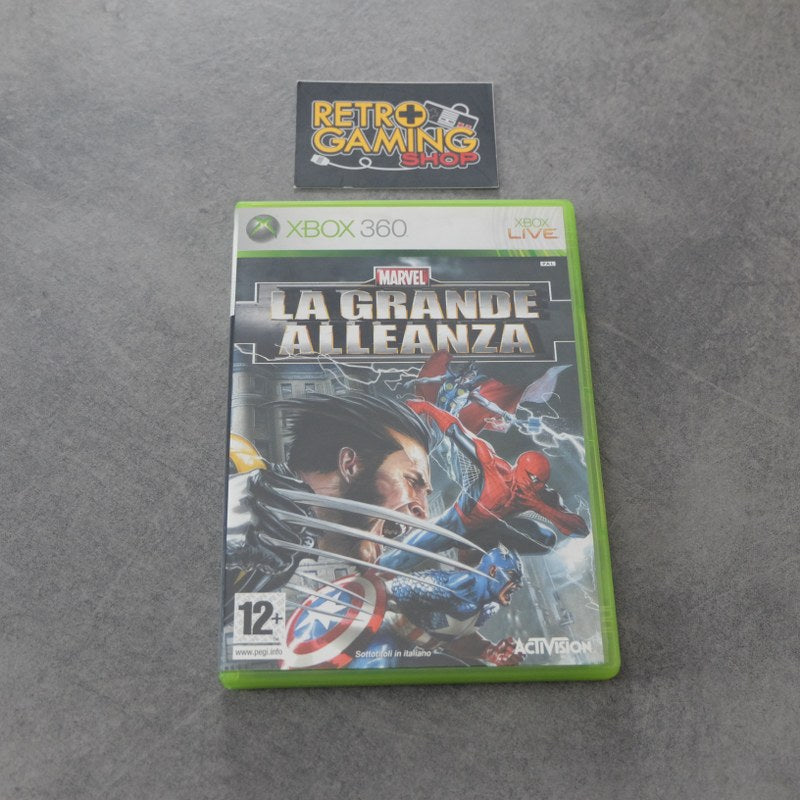 RETRO
GAMING
SHOP
XBOX 360
XBOX
LIVE
PAL
MARVEL
LA GRANDE
ALLEANZA
12+
www.pegi.info
Sottotitoli in italiano
ACTIVISION